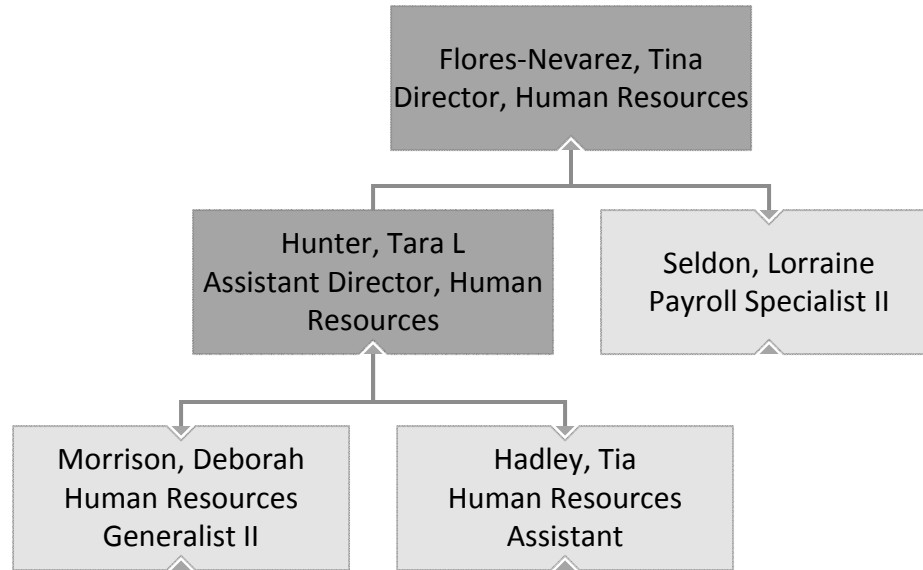 Flores-Nevarez, Tina
Director, Human Resources
Hunter, Tara L
Assistant Director, Human
Resources
Seldon, Lorraine
Payroll Specialist II
Morrison, Deborah
Human Resources
Generalist II
Hadley, Tia
Human Resources
Assistant